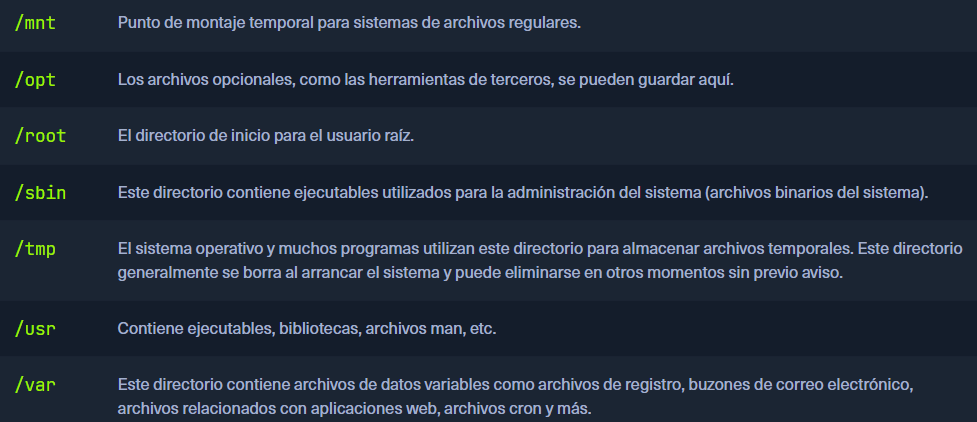 /mnt Punto de montaje temporal para sistemas de archivos regulares.
/opt Los archivos opcionales, como las herramientas de terceros, se pueden guardar aquí.
/root El directorio de inicio para el usuario raíz.
/sbin Este directorio contiene ejecutables utilizados para la administración del sistema (archivos binarios del sistema).
/tmp El sistema operativo y muchos programas utilizan este directorio para almacenar archivos temporales. Este directorio
generalmente se borra al arrancar el sistema y puede eliminarse en otros momentos sin previo aviso.
/usr Contiene ejecutables, bibliotecas, archivos man, etc.
/var Este directorio contiene archivos de datos variables como archivos de registro, buzones de correo electrónico,
archivos relacionados con aplicaciones web, archivos cron y más.